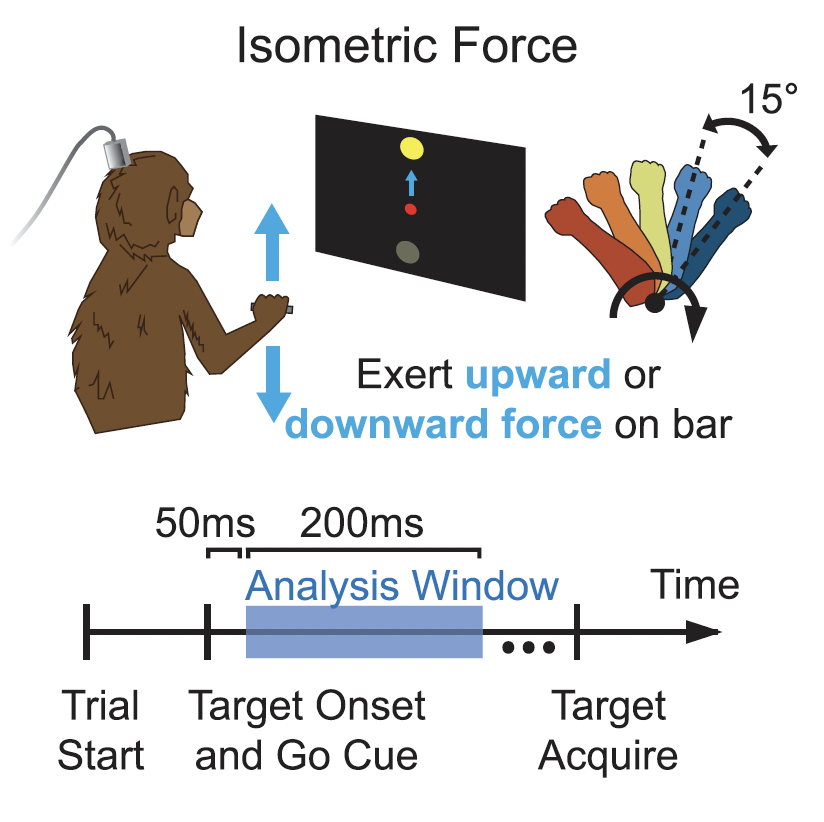 Isometric Force
15°
Exert upward or
downward force on bar
50ms 200ms
Analysis Window
Time
Trial
Start
Target Onset
and Go Cue
Target
Acquire